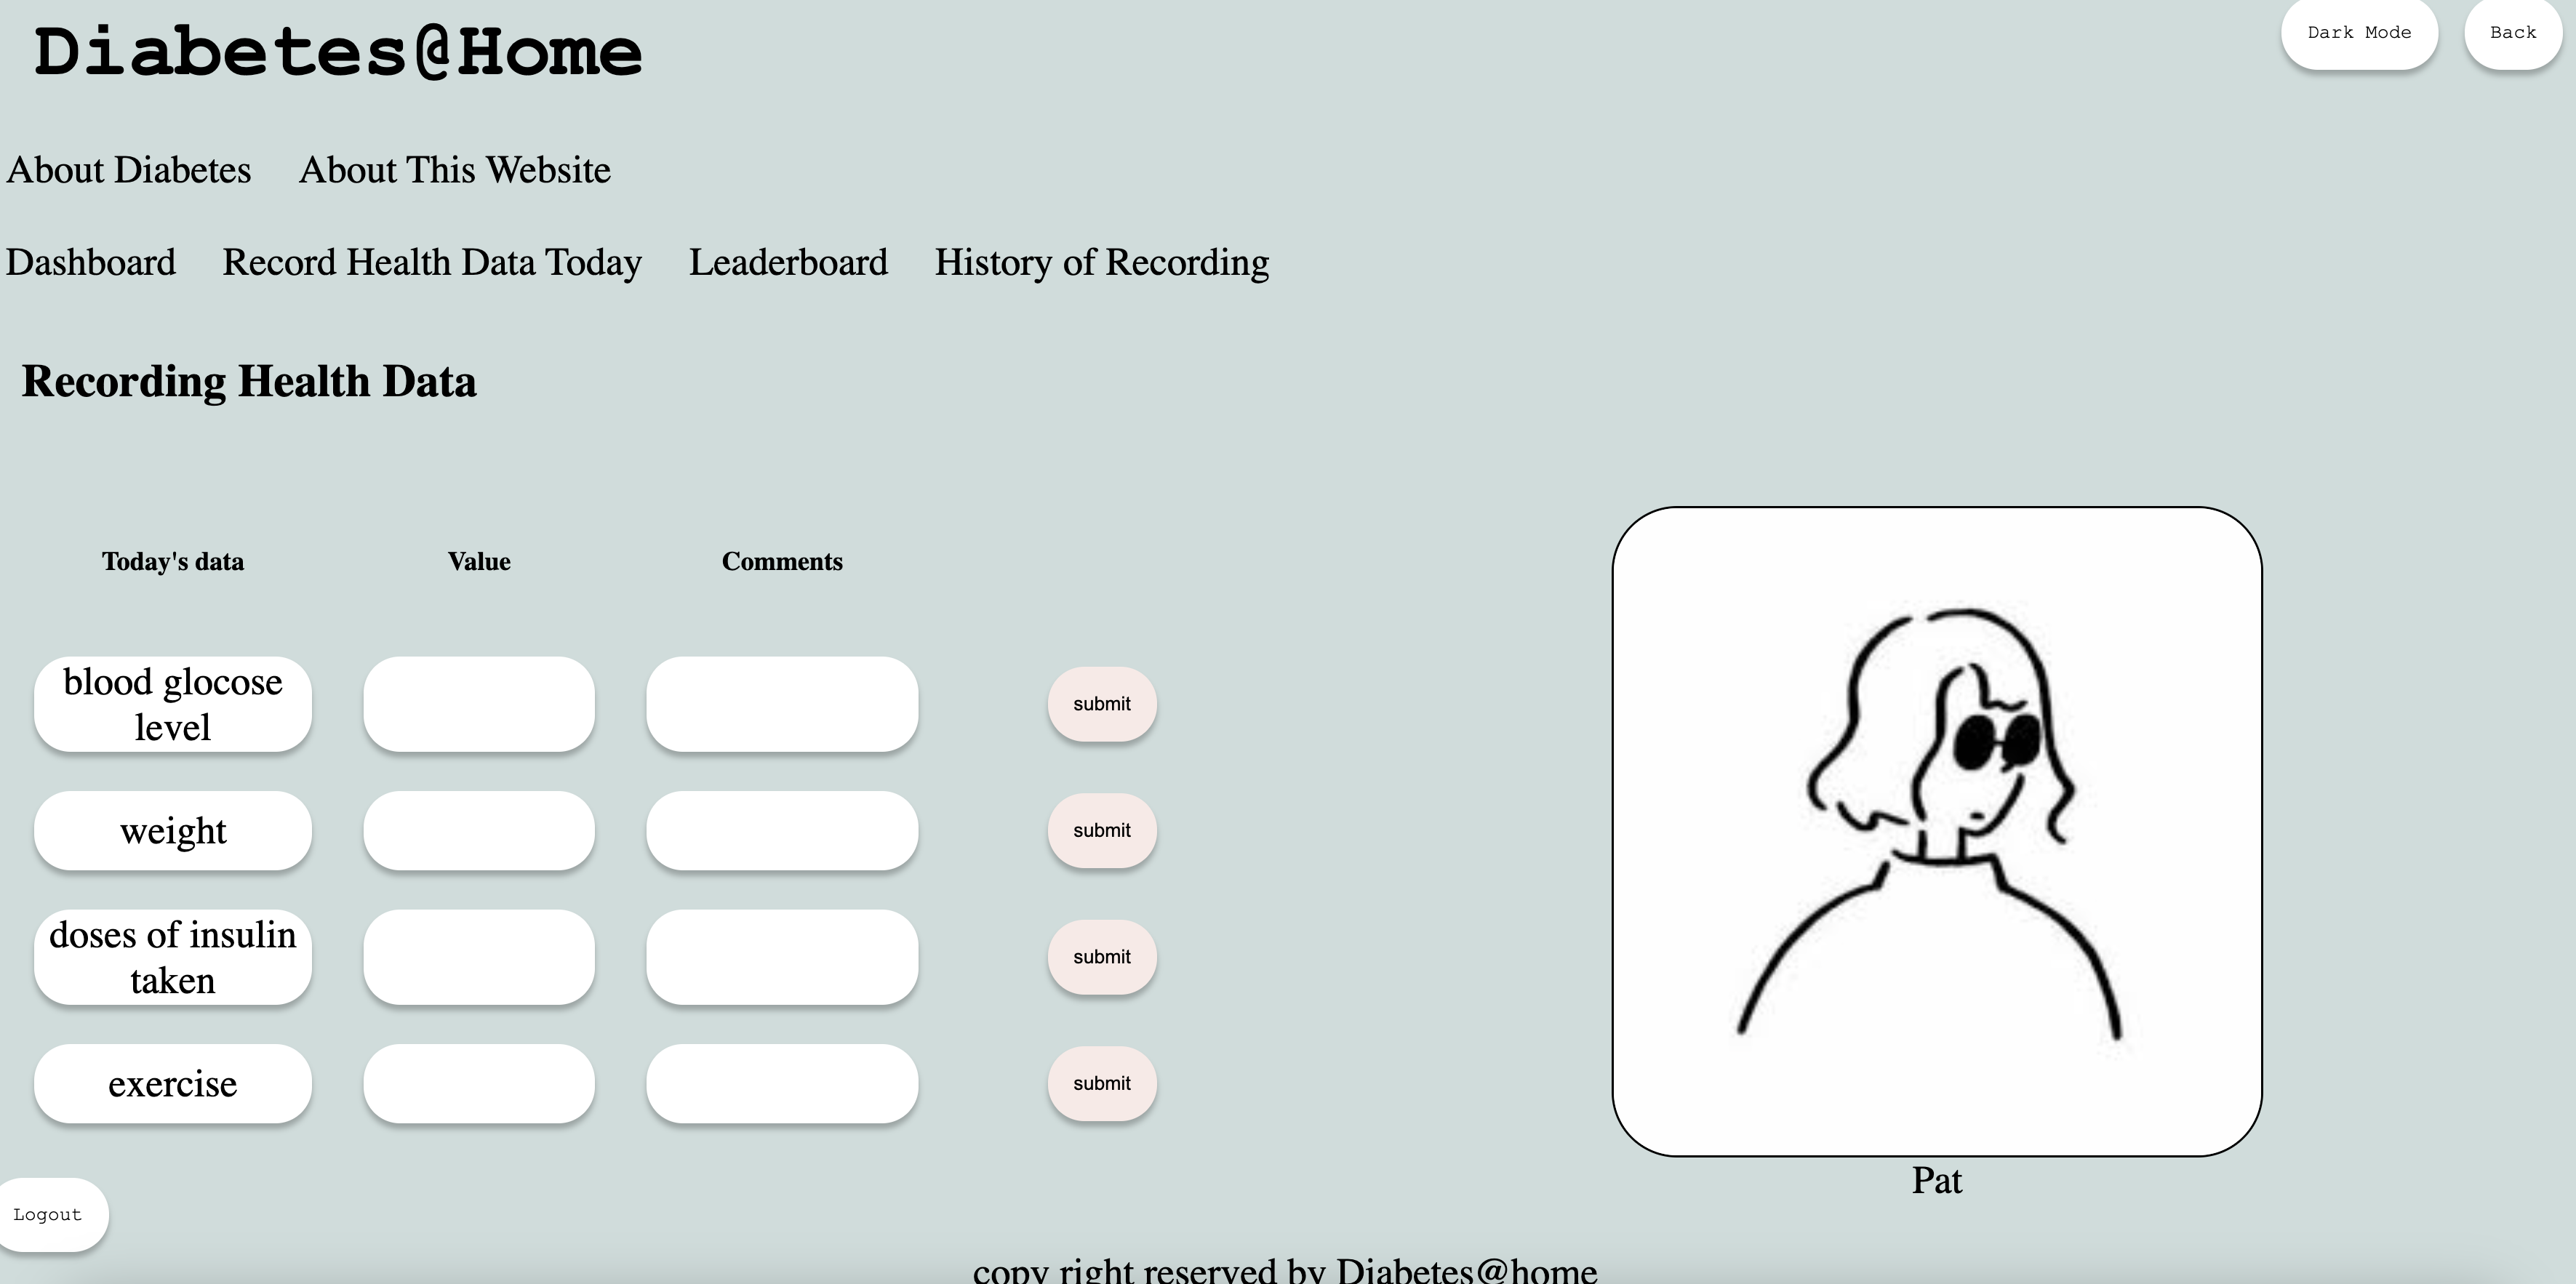 Diabetes@Home
Dark Mode
Back
About Diabetes
About This Website
Dashboard
Record Health Data Today
Leaderboard
History of Recording
Recording Health Data
Today's data
Value
Comments
blood glocose
level
submit
weight
submit
doses of insulin
taken
submit
exercise
submit
Pat
Logout
copy right reserved by Diabetes@home